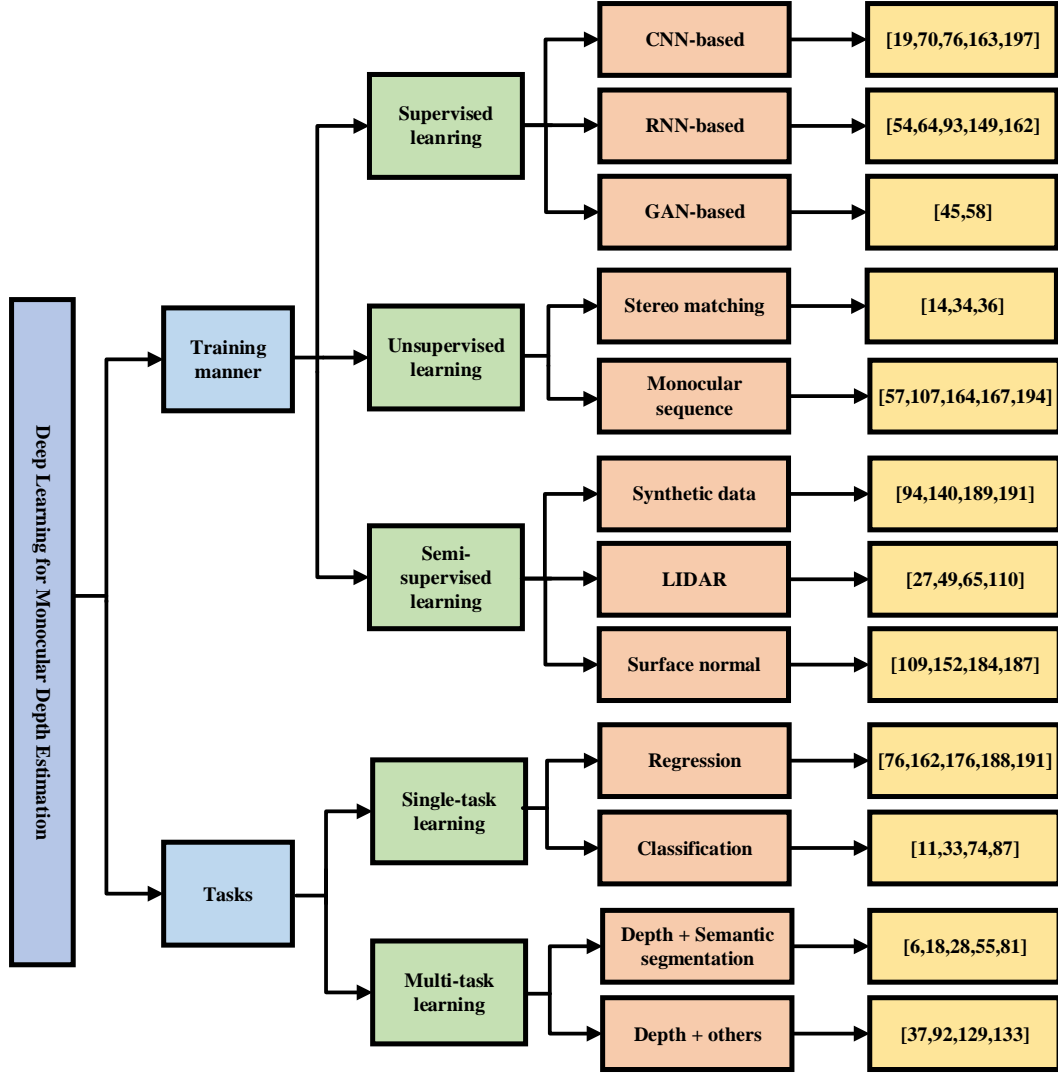 Deep Learning for Monocular Depth Estimation
Training
manner
Tasks
Supervised
leanring
Unsupervised
learning
Semi-
supervised
learning
Single-task
learning
Multi-task
learning
CNN-based
[19,70,76,163,197]
RNN-based
[54,64,93,149,162]
GAN-based
[45,58]
Stereo matching
[14,34,36]
Monocular
sequence
[57,107,164,167,194]
Synthetic data
[94,140,189,191]
LIDAR
[27,49,65,110]
Surface normal
[109,152,184,187]
Regression
[76,162,176,188,191]
Classification
[11,33,74,87]
Depth + Semantic
segmentation
[6,18,28,55,81]
Depth + others
[37,92,129,133]